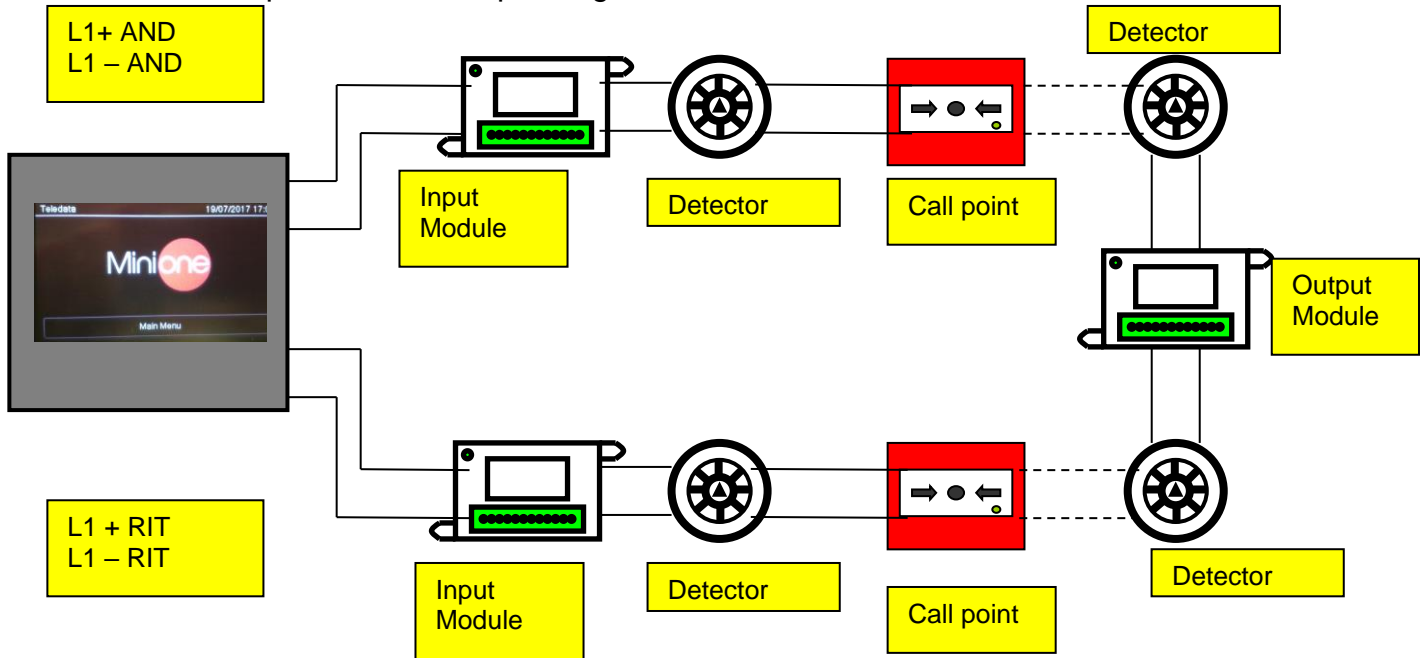 L1+ AND
L1 – AND
Detector
Input
Module
Detector
Call point
Teledata 19/07/2017
Minione
Main Menu
Output
Module
L1 + RIT
L1 – RIT
Input
Module
Detector
Call point
Detector